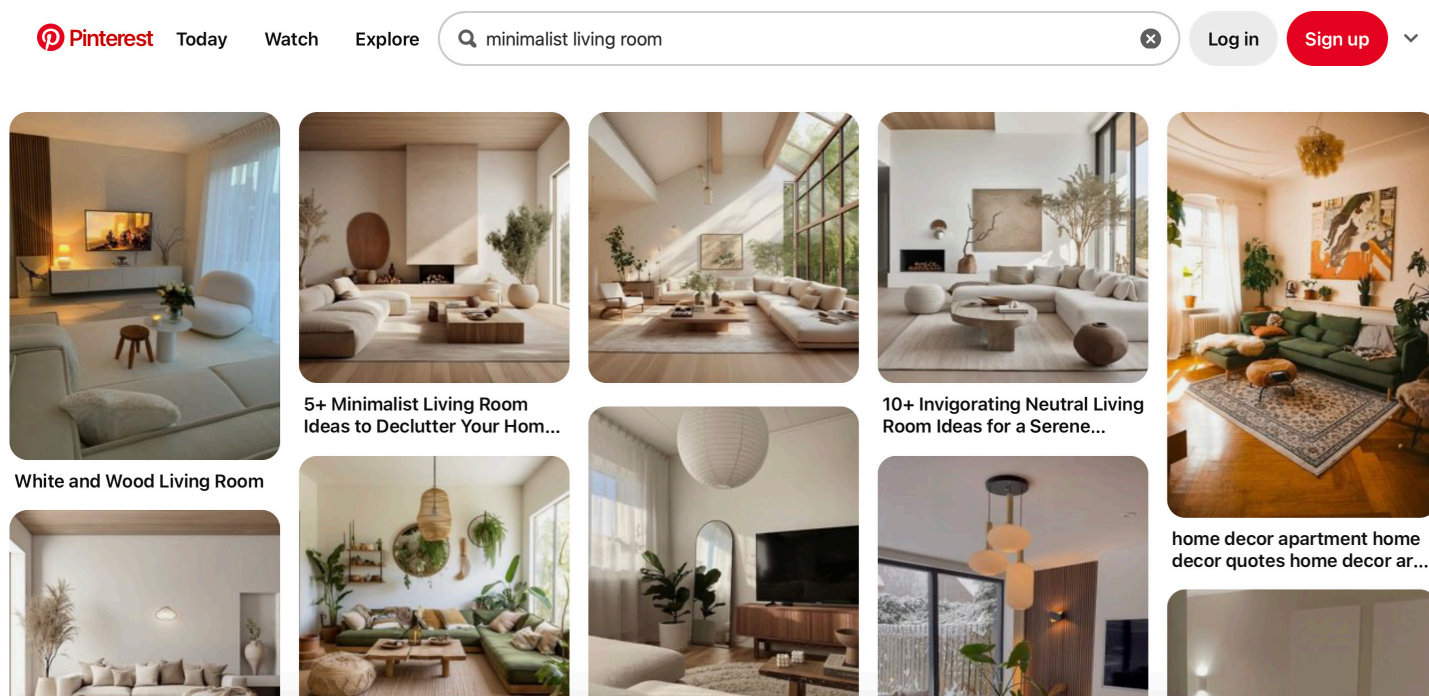 Pinterest Today Watch Explore minimalist living room Log in Sign up
5+ Minimalist Living Room
Ideas to Declutter Your Hom...
10+ Invigorating Neutral Living
Room Ideas for a Serene...
White and Wood Living Room
home decor apartment home
decor quotes home decor ar...